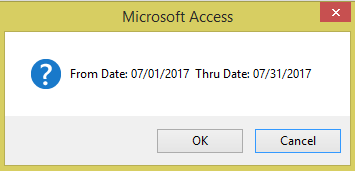 Microsoft Access
From Date: 07/01/2017  Thru Date: 07/31/2017
OK
Cancel